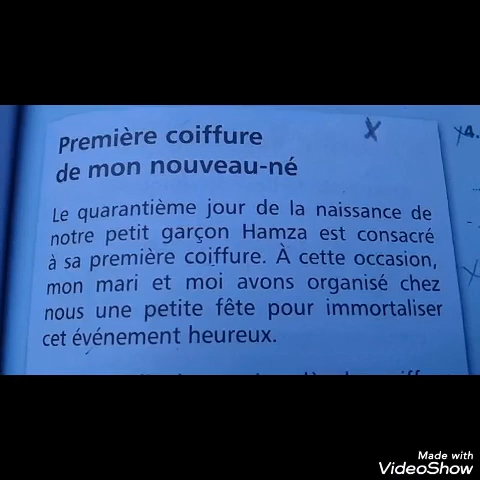 Première coiffure
de mon nouveau-né
Le quarantième jour de la naissance de
notre petit garçon Hamza est consacré
à sa première coiffure. À cette occasion,
mon mari et moi avons organisé chez
nous une petite fête pour immortaliser
cet événement heureux.
x
x4.
Made with
VideoShow